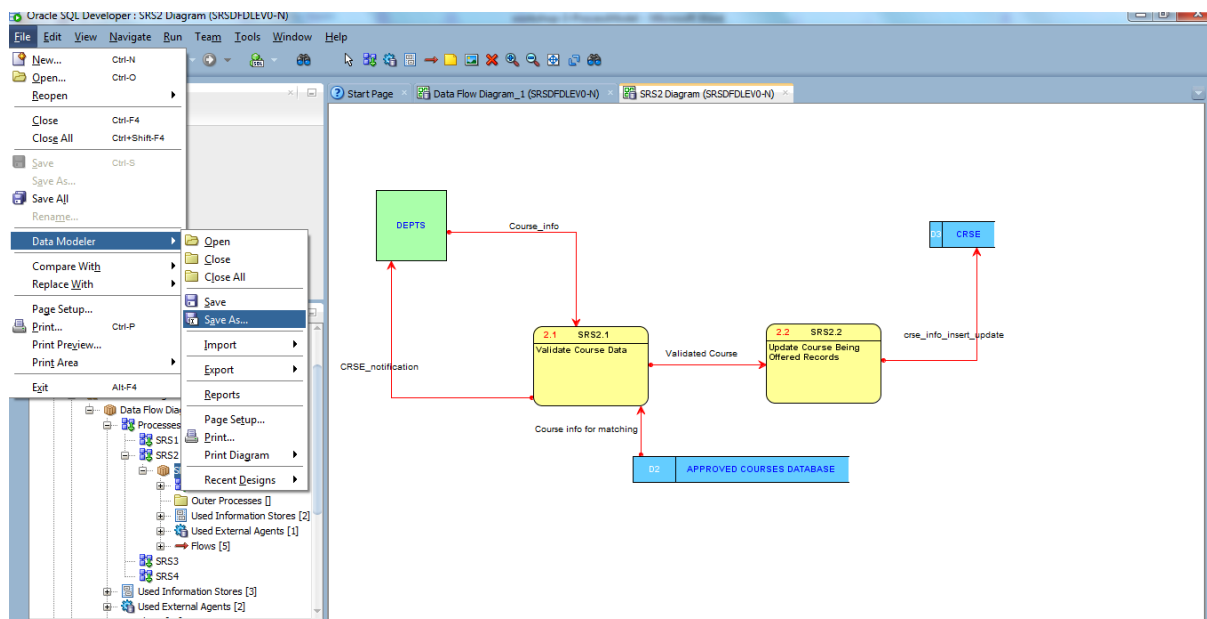 Oracle SQL Developer : SRS2 Diagram (SRSDFDLEV0-N)
File Edit View Navigate Run Team Tools Window Help
New... Ctrl-N
Open... Ctrl-O
Reopen
Close Ctrl-F4
Close All Ctrl+Shift-F4
Save Ctrl-S
Save As...
Save All
Rename...
Data Modeler
Compare With
Replace With
Page Setup...
Print... Ctrl-P
Print Preview...
Print Area
Exit Alt-F4
Open
Close
Close All
Save
Save As...
Import
Export
Reports
Page Setup...
Print...
Print Diagram
Recent Designs
Data Flow Dia
Processes
SRS1
SRS2
S
Outer Processes []
Used Information Stores [2]
Used External Agents [1]
Flows [5]
SRS3
SRS4
Used Information Stores [3]
Used External Agents [2]
Start Page
Data Flow Diagram_1 (SRSDFDLEV0-N)
SRS2 Diagram (SRSDFDLEV0-N)
DEPTS
Course_info
D3 CRSE
2.1 SRS2.1
Validate Course Data
Validated Course
2.2 SRS2.2
Update Course Being
Offered Records
crse_info_insert_update
CRSE_notification
Course info for matching
D2 APPROVED COURSES DATABASE